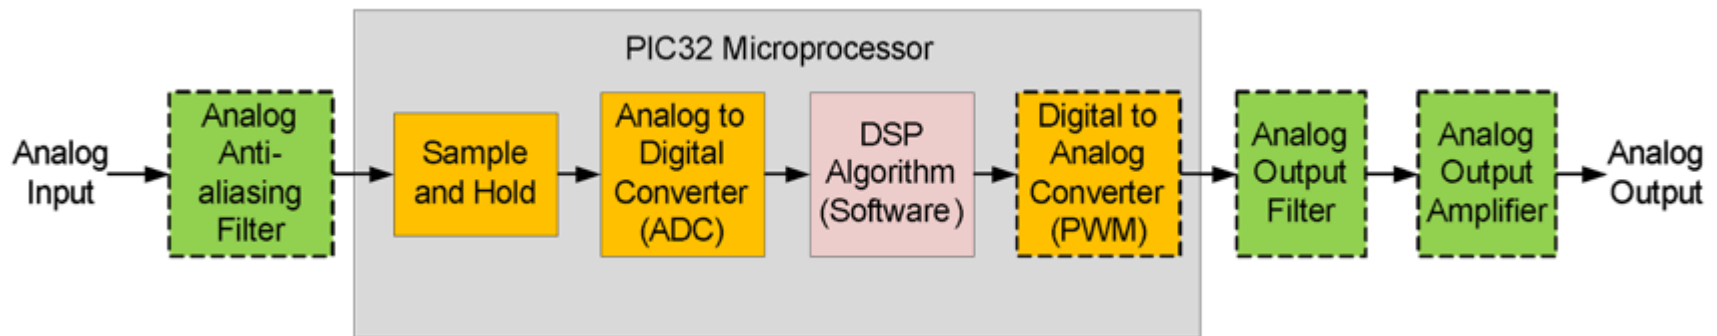 PIC32 Microprocessor
Analog
Input
Analog
Anti-
aliasing
Filter
Sample
and Hold
Analog to
Digital
Converter
(ADC)
DSP
Algorithm
(Software)
Digital to
Analog
Converter
(PWM)
Analog
Output
Filter
Analog
Output
Amplifier
Analog
Output